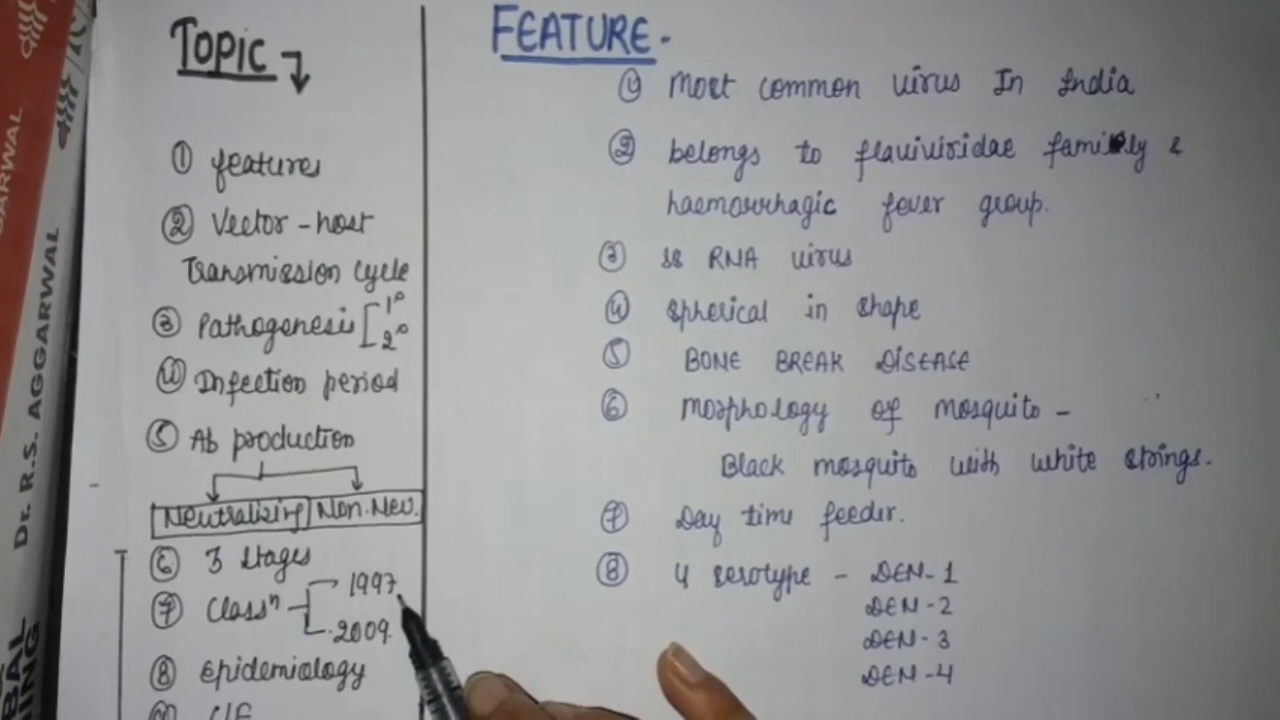 TOPIC
① features
② Vector - host
Transmission cycle
③ Pathogenesis [ 1°
2°
④ Infection period
⑤ Ab production
Neutralizing Non.Neu.
⑥ 3 stages
⑦ Classⁿ 1997
2009
⑧ Epidemiology
C/F
FEATURE -
① Most common virus In India
② belongs to flaviviridae family &
haemorrhagic fever group.
③ ss RNA virus
④ spherical in shape
⑤ BONE BREAK DISEASE
⑥ Morphology of mosquito -
Black mosquito with white strings.
⑦ Day time feeder.
⑧ 4 serotype - DEN-1
DEN-2
DEN-3
DEN-4
GARWAL
Dr. R.S. AGGARWAL